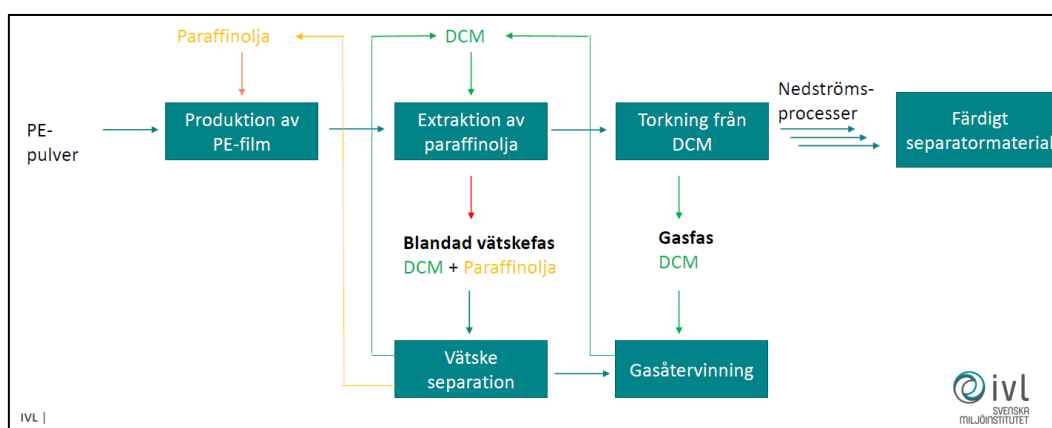 Paraffinolja
DCM
PE-
pulver
Produktion av
PE-film
Extraktion av
paraffinolja
Torkning från
DCM
Nedströms-
processer
Färdigt
separatormaterial
Blandad vätskefas
DCM + Paraffinolja
Gasfas
DCM
Vätske
separation
Gasåtervinning
IVL |
ivl
SVENSKA
MILJÖINSTITUTET